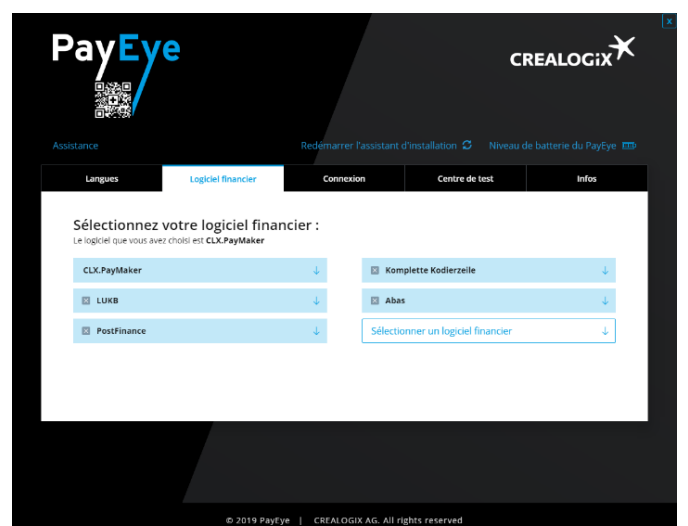 x
PayEye
CREALOGiX
Assistance
Redémarrer l'assistant d'installation
Niveau de batterie du PayEye
Langues
Logiciel financier
Connexion
Centre de test
Infos
Sélectionnez votre logiciel financier :
Le logiciel que vous avez choisi est CLX.PayMaker
CLX.PayMaker
Komplette Kodierzeile
LUKB
Abas
PostFinance
Sélectionner un logiciel financier
© 2019 PayEye | CREALOGIX AG. All rights reserved